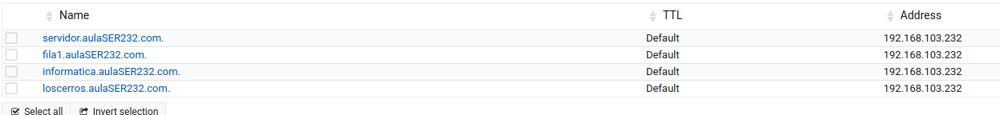 Name TTL Address
servidor.aulaSER232.com. Default 192.168.103.232
fila1.aulaSER232.com. Default 192.168.103.232
informatica.aulaSER232.com. Default 192.168.103.232
loscerros.aulaSER232.com. Default 192.168.103.232
Select all Invert selection